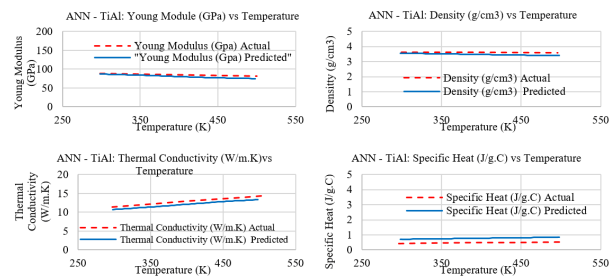 ANN - TiAl: Young Module (GPa) vs Temperature
Young Modulus (GPa)
200
150
100
50
0
Young Modulus (Gpa) Actual
"Young Modulus (Gpa) Predicted"
250
350
450
550
Temperature (K)
ANN - TiAl: Density (g/cm3) vs Temperature
Densiity (g/cm3)
5
4
3
2
1
0
Density (g/cm3) Actual
Density (g/cm3) Predicted
250
350
450
550
Temperature (K)
ANN - TiAl: Thermal Conductivity (W/m.K)vs
Temperature
Thermal
Conductivity
(W/m.K)
20
15
10
5
0
Thermal Conductivity (W/m.K) Actual
Thermal Conductivity (W/m.K) Predicted
250
350
450
550
Temperature (K)
ANN - TiAl: Specific Heat (J/g.C) vs Temperature
Specific Heat (J/g.C)
5
4
3
2
1
0
Specific Heat (J/g.C) Actual
Specific Heat (J/g.C) Predicted
250
350
450
550
Temperature (K)